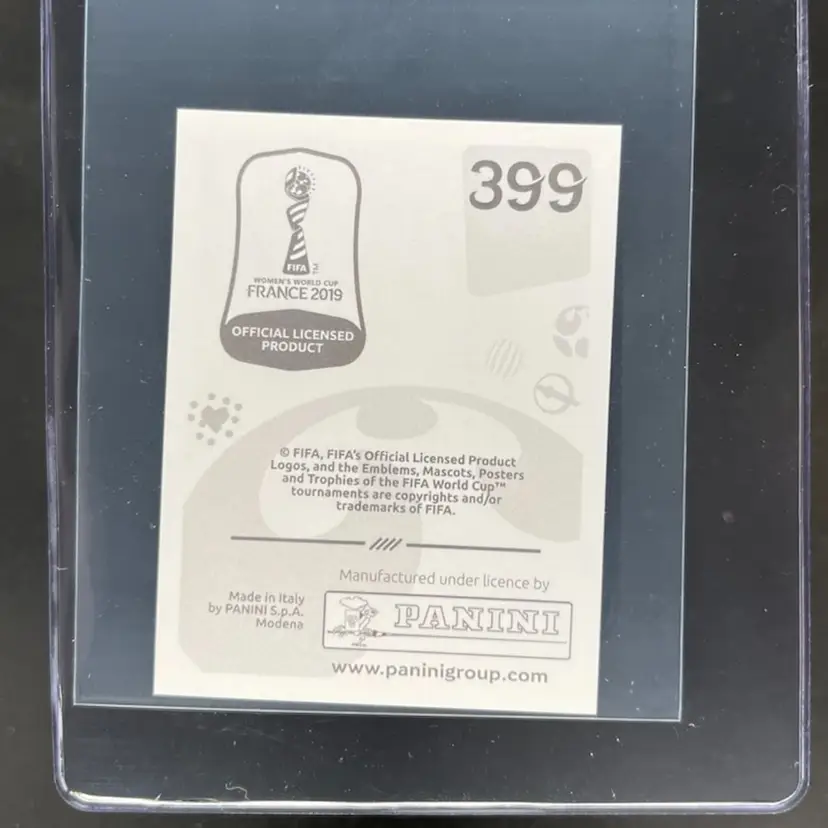 399
FIFA
TM
WOMEN'S WORLD CUP
FRANCE 2019
OFFICIAL LICENSED
PRODUCT
© FIFA, FIFA's Official Licensed Product
Logos, and the Emblems, Mascots, Posters
and Trophies of the FIFA World Cup™
tournaments are copyrights and/or
trademarks of FIFA.
Manufactured under licence by
Made in Italy
by PANINI S.p.A.
Modena
PANINI
www.paninigroup.com